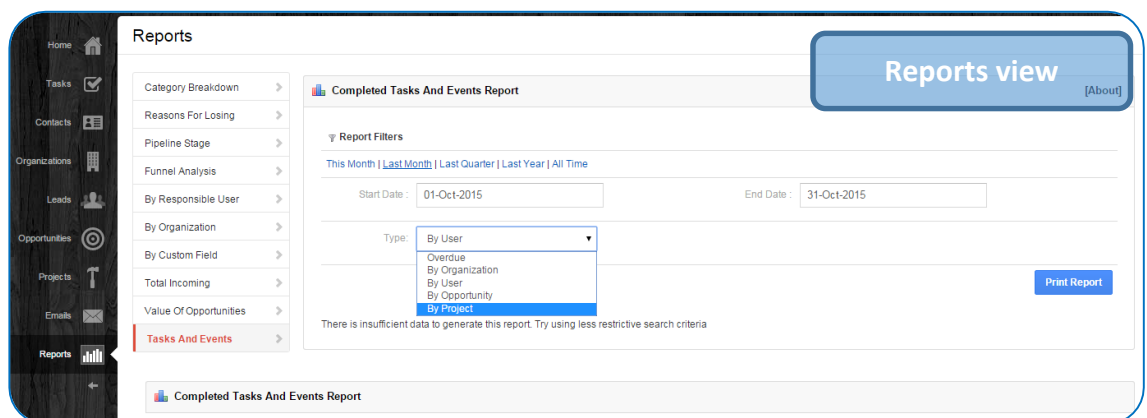 Home
Tasks
Contacts
Organizations
Leads
Opportunities
Projects
Emails
Reports
Reports
Reports view
Category Breakdown
Reasons For Losing
Pipeline Stage
Funnel Analysis
By Responsible User
By Organization
By Custom Field
Total Incoming
Value Of Opportunities
Tasks And Events
Completed Tasks And Events Report
[About]
Report Filters
This Month | Last Month | Last Quarter | Last Year | All Time
Start Date : 01-Oct-2015 End Date : 31-Oct-2015
Type: By User
Overdue
By Organization
By User
By Opportunity
By Project
Print Report
There is insufficient data to generate this report. Try using less restrictive search criteria
Completed Tasks And Events Report